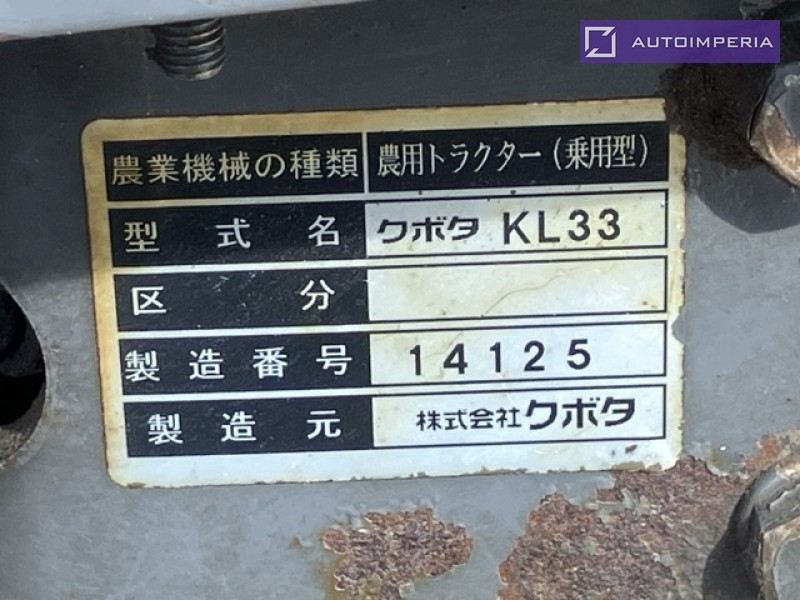 AUTOIMPERIA
農業機械の種類 農用トラクター(乗用型)
型式名 クボタ KL33
区分
製造番号 14125
製造元 株式会社クボタ